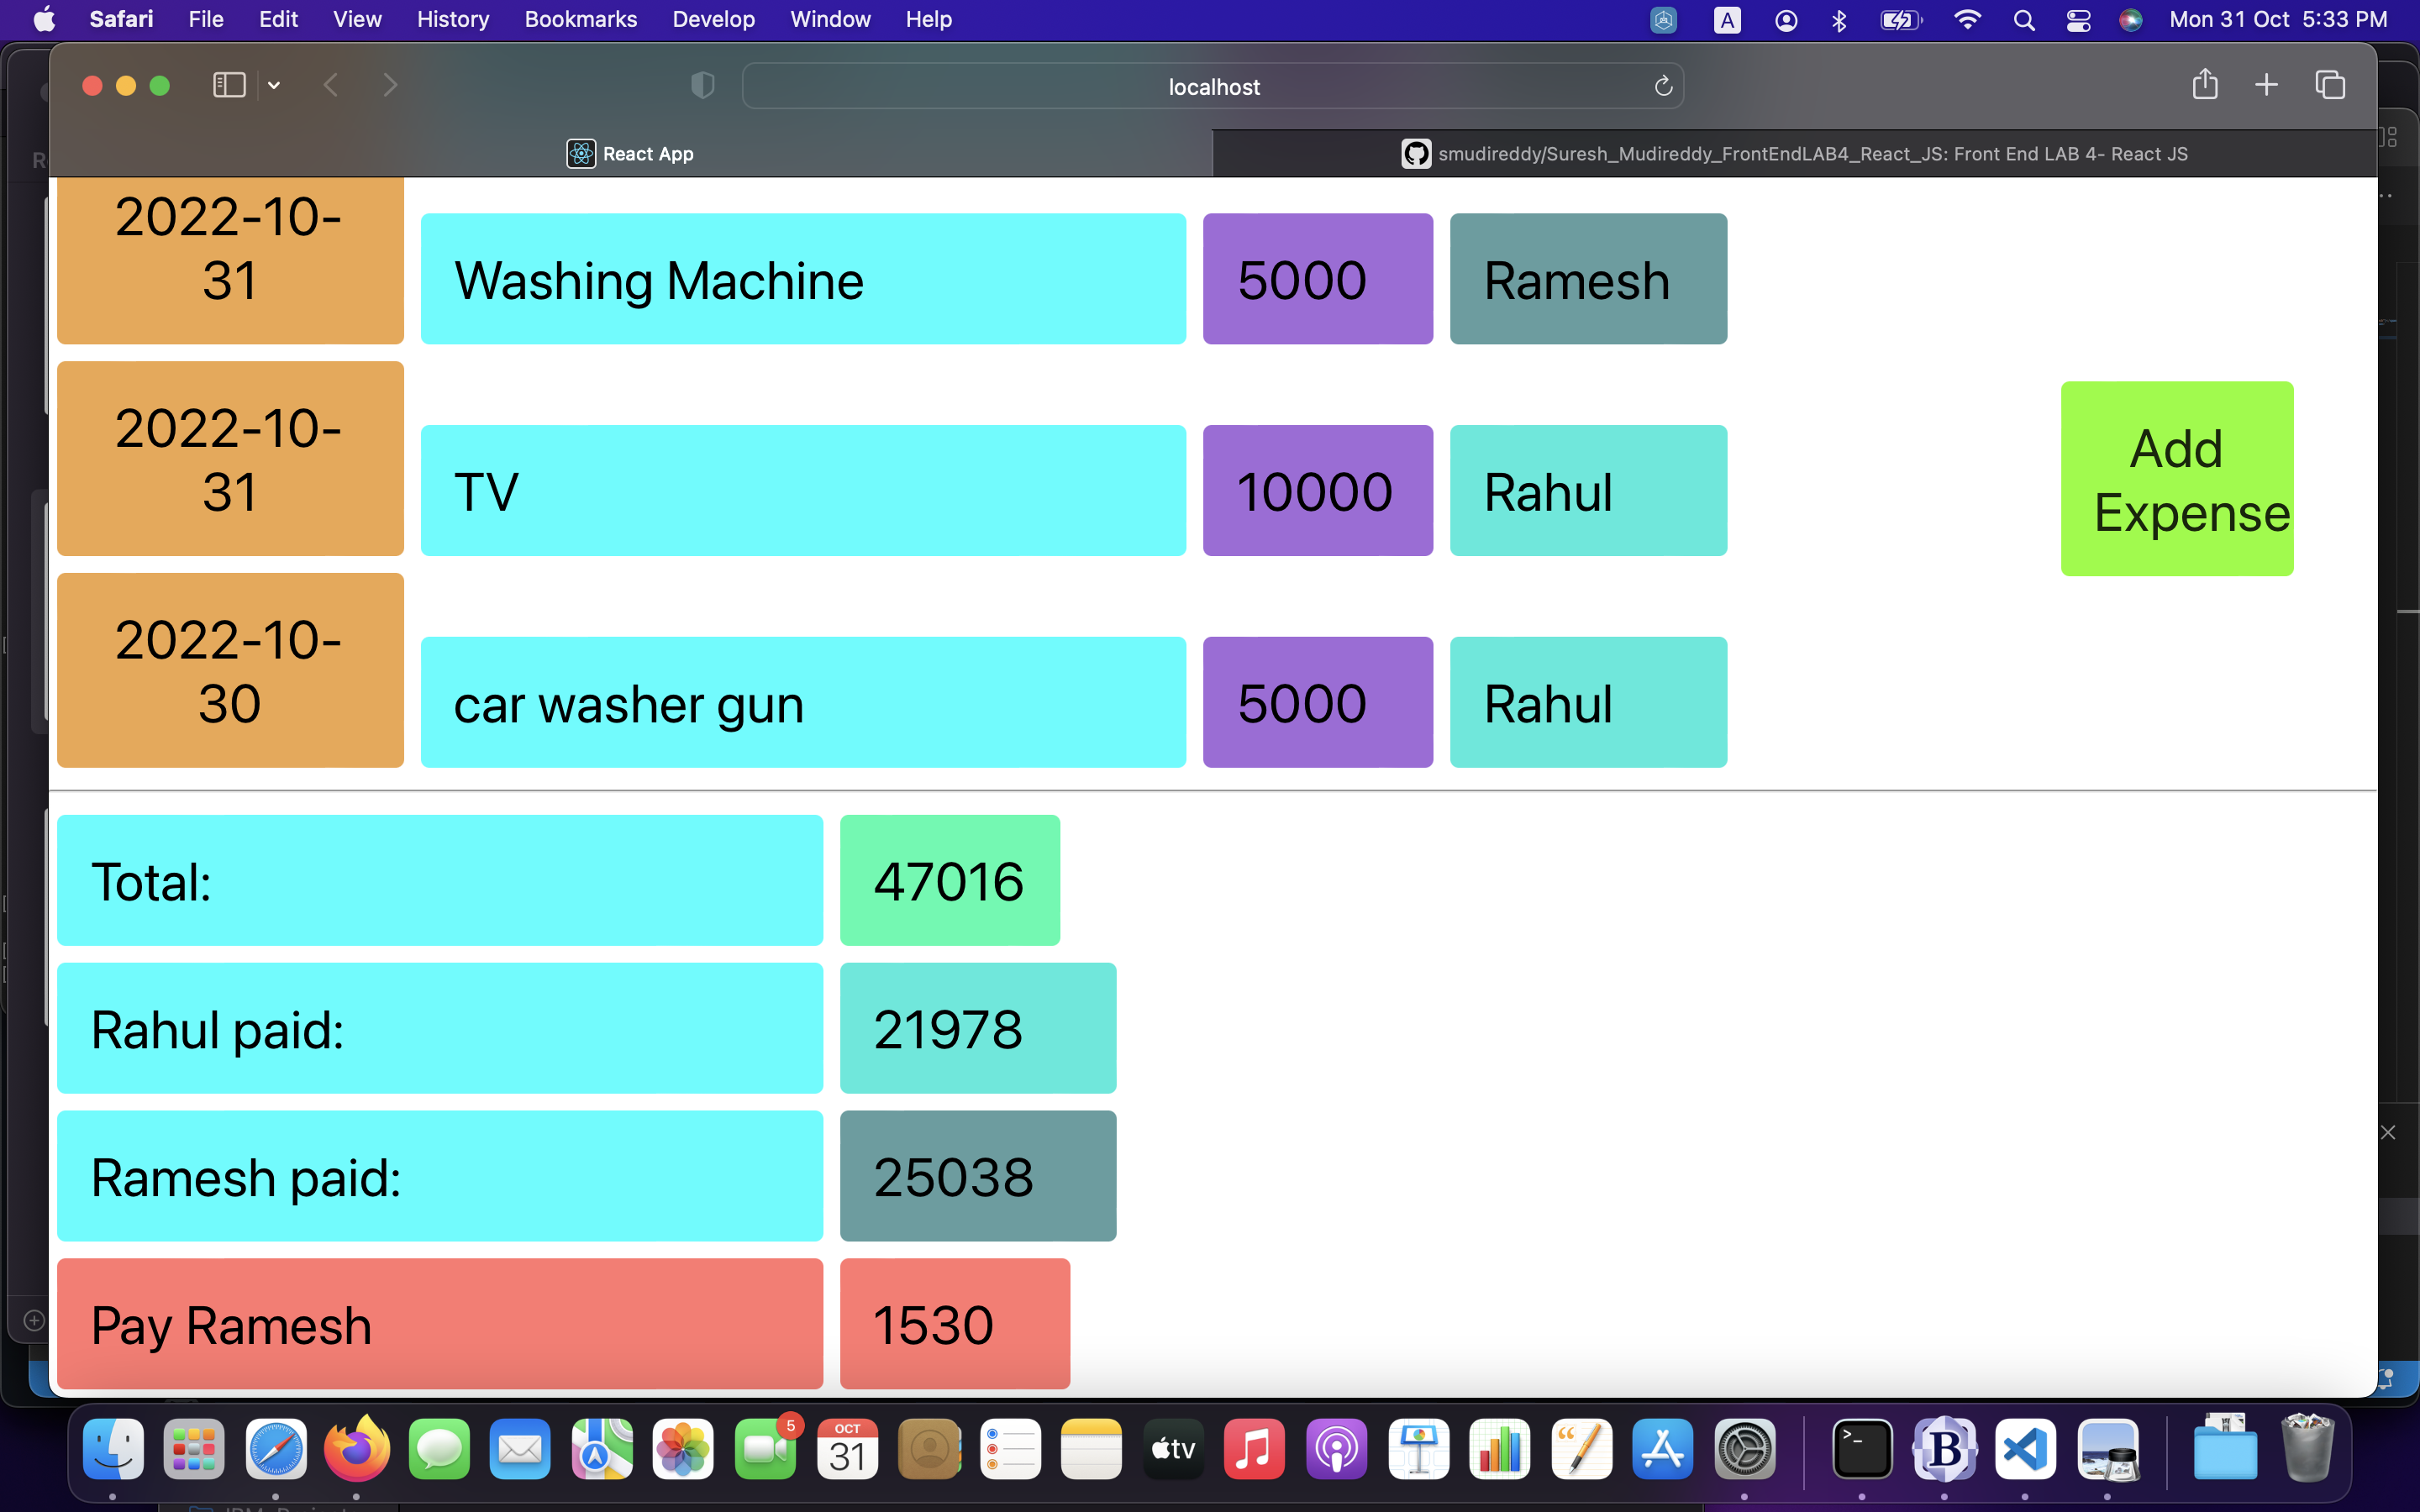 Safari File Edit View History Bookmarks Develop Window Help
A
Mon 31 Oct 5:33 PM
localhost
React App
smudireddy/Suresh_Mudireddy_FrontEndLAB4_React_JS: Front End LAB 4- React JS
2022-10-
31
Washing Machine
5000
Ramesh
2022-10-
31
TV
10000
Rahul
Add
Expense
2022-10-
30
car washer gun
5000
Rahul
Total:
47016
Rahul paid:
21978
Ramesh paid:
25038
Pay Ramesh
1530
5
OCT
31
tv
>_
B